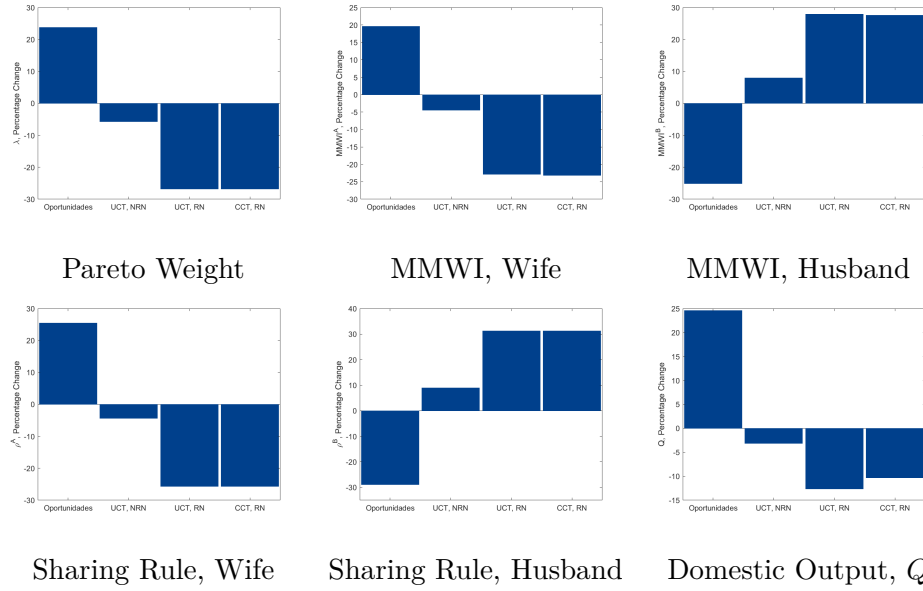 30
20
10
0
-10
-20
-30
λ, Percentage Change
Oportunidades UCT, NRN UCT, RN CCT, RN
Pareto Weight
25
20
15
10
5
0
-5
-10
-15
-20
25
MMWI^A, Percentage Change
Oportunidades UCT, NRN UCT, RN CCT, RN
MMWI, Wife
30
20
10
0
-10
-20
-30
MMWI^B, Percentage Change
Oportunidades UCT, NRN UCT, RN CCT, RN
MMWI, Husband
30
20
10
0
-10
-20
-30
ρ^A, Percentage Change
Oportunidades UCT, NRN UCT, RN CCT, RN
Sharing Rule, Wife
40
30
20
10
0
-10
-20
-30
ρ^B, Percentage Change
Oportunidades UCT, NRN UCT, RN CCT, RN
Sharing Rule, Husband
25
20
15
10
5
0
-5
-10
-15
Q, Percentage Change
Oportunidades UCT, NRN UCT, RN CCT, RN
Domestic Output, Q